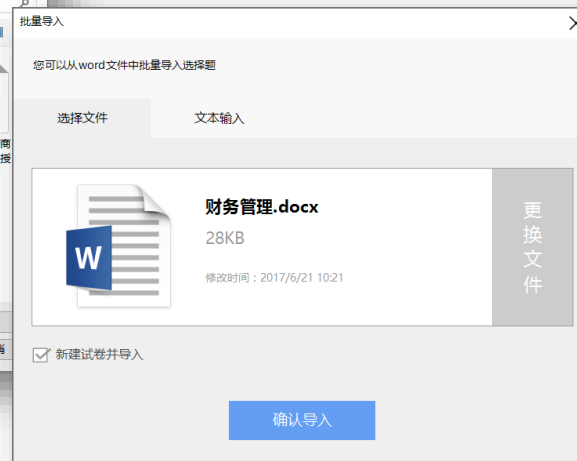 批量导入
您可以从word文件中批量导入选择题
选择文件
文本输入
商
授
财务管理.docx
28KB
修改时间：2017/6/21 10:21
W
更换文件
新建试卷并导入
确认导入